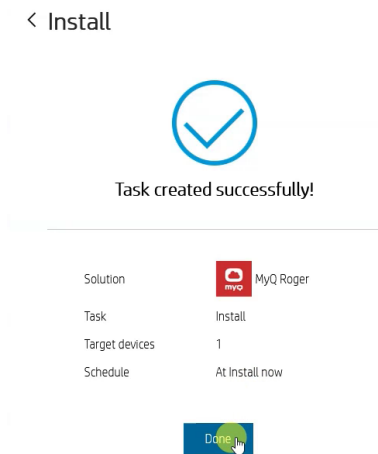 < Install
Task created successfully!
Solution myQ MyQ Roger
Task Install
Target devices 1
Schedule At Install now
Done